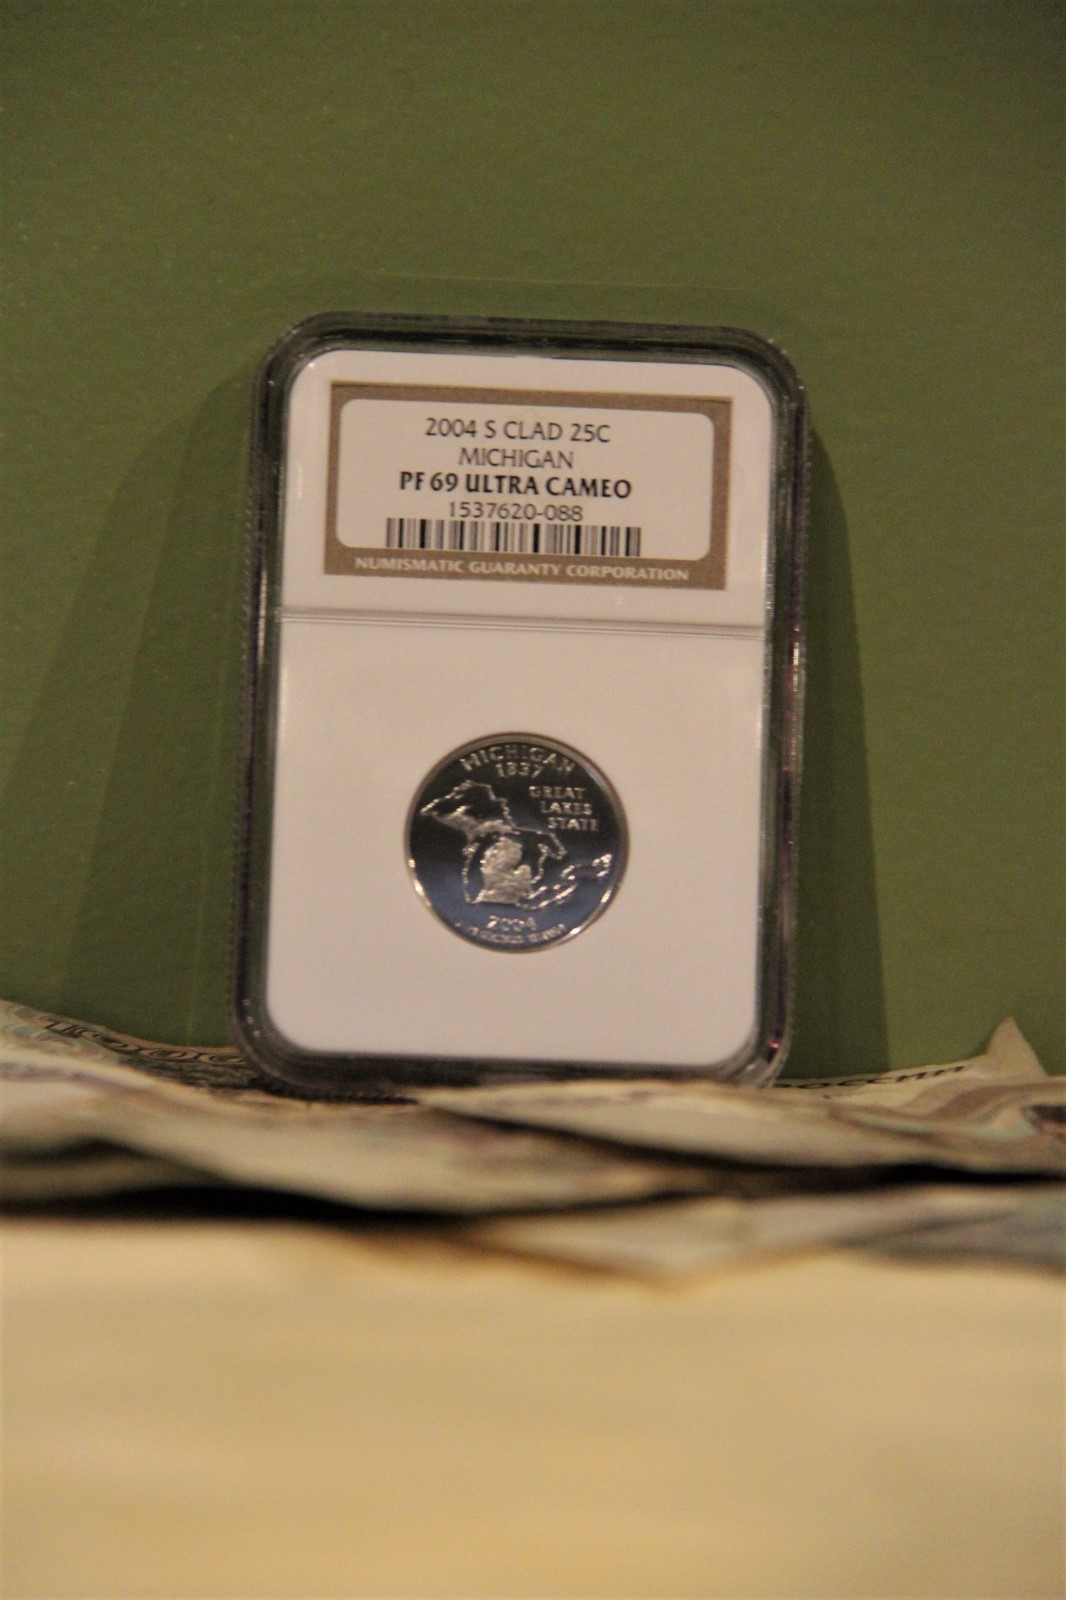 2004 S CLAD 25C
MICHIGAN
PF 69 ULTRA CAMEO
1537620-088
NUMISMATIC GUARANTY CORPORATION
MICHIGAN
1837
GREAT
LAKES
STATE
2004